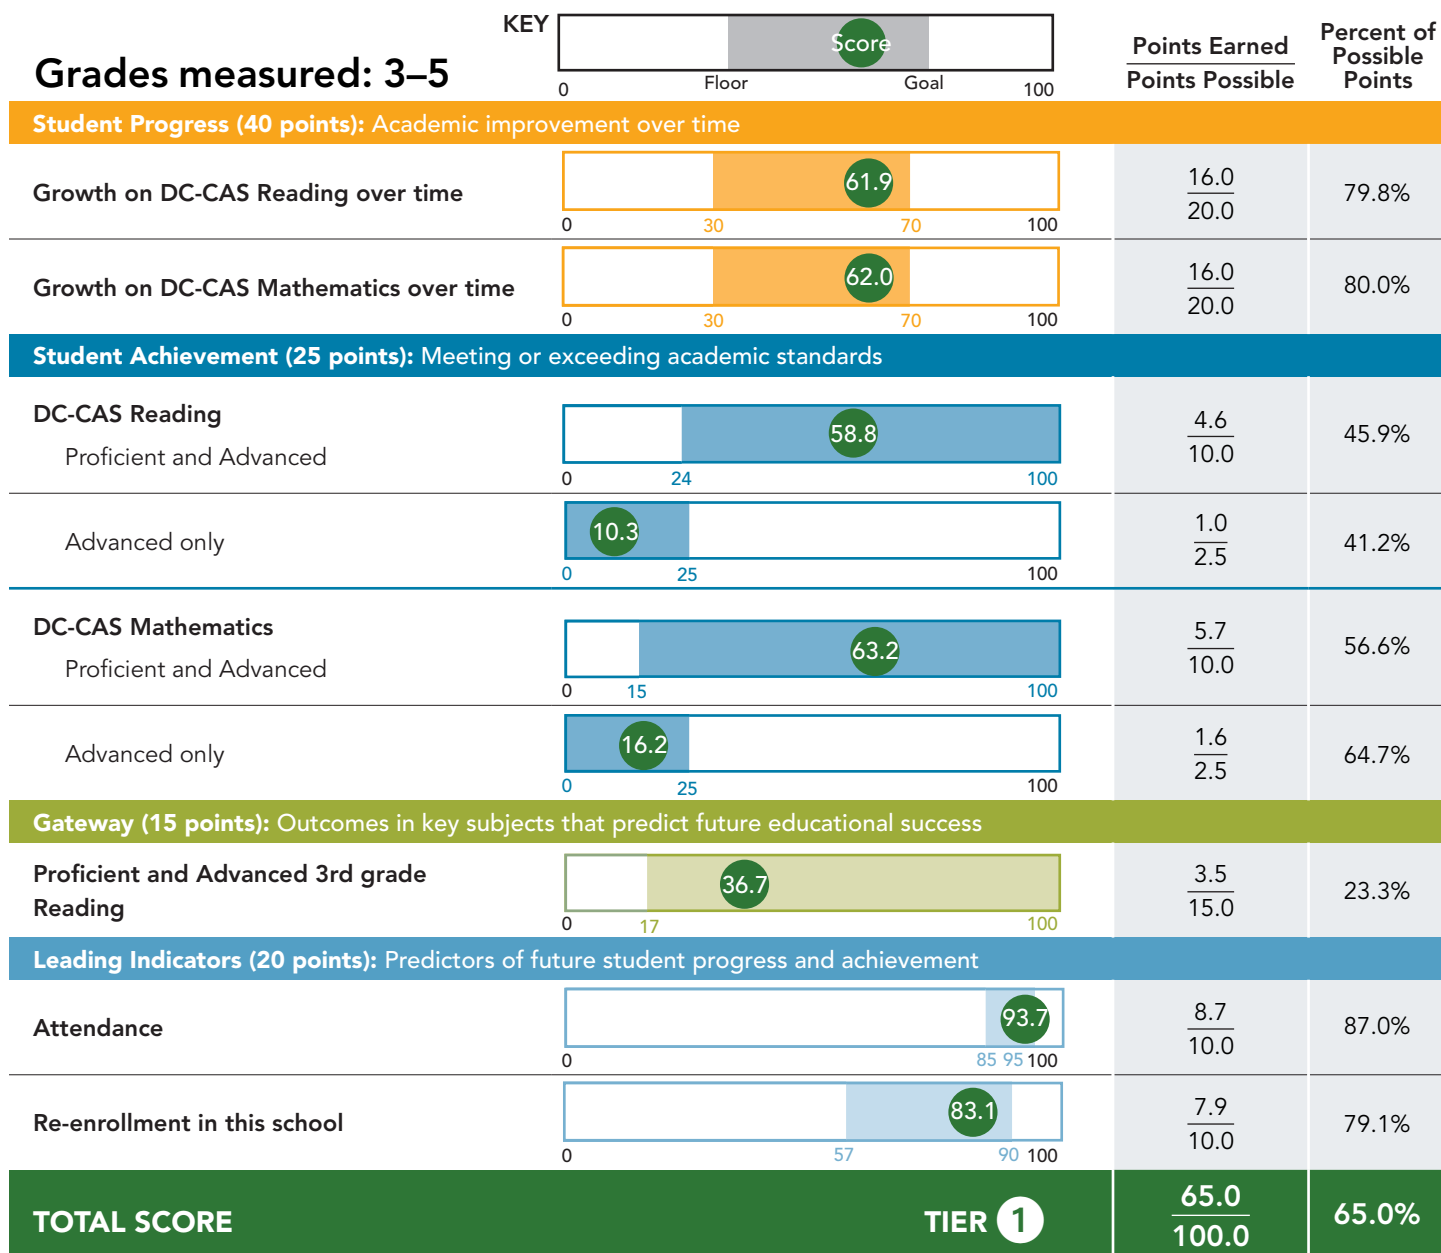 KEY
Score
0
Floor
Goal
100
Grades measured: 3–5
Points Earned
Points Possible
Percent of
Possible
Points
Student Progress (40 points): Academic improvement over time
Growth on DC-CAS Reading over time
61.9
0 30 70 100
16.0
20.0
79.8%
Growth on DC-CAS Mathematics over time
62.0
0 30 70 100
16.0
20.0
80.0%
Student Achievement (25 points): Meeting or exceeding academic standards
DC-CAS Reading
Proficient and Advanced
58.8
0 24 100
4.6
10.0
45.9%
Advanced only
10.3
0 25 100
1.0
2.5
41.2%
DC-CAS Mathematics
Proficient and Advanced
63.2
0 15 100
5.7
10.0
56.6%
Advanced only
16.2
0 25 100
1.6
2.5
64.7%
Gateway (15 points): Outcomes in key subjects that predict future educational success
Proficient and Advanced 3rd grade
Reading
36.7
0 17 100
3.5
15.0
23.3%
Leading Indicators (20 points): Predictors of future student progress and achievement
Attendance
93.7
0 85 95 100
8.7
10.0
87.0%
Re-enrollment in this school
83.1
0 57 90 100
7.9
10.0
79.1%
TOTAL SCORE
TIER 1
65.0
100.0
65.0%